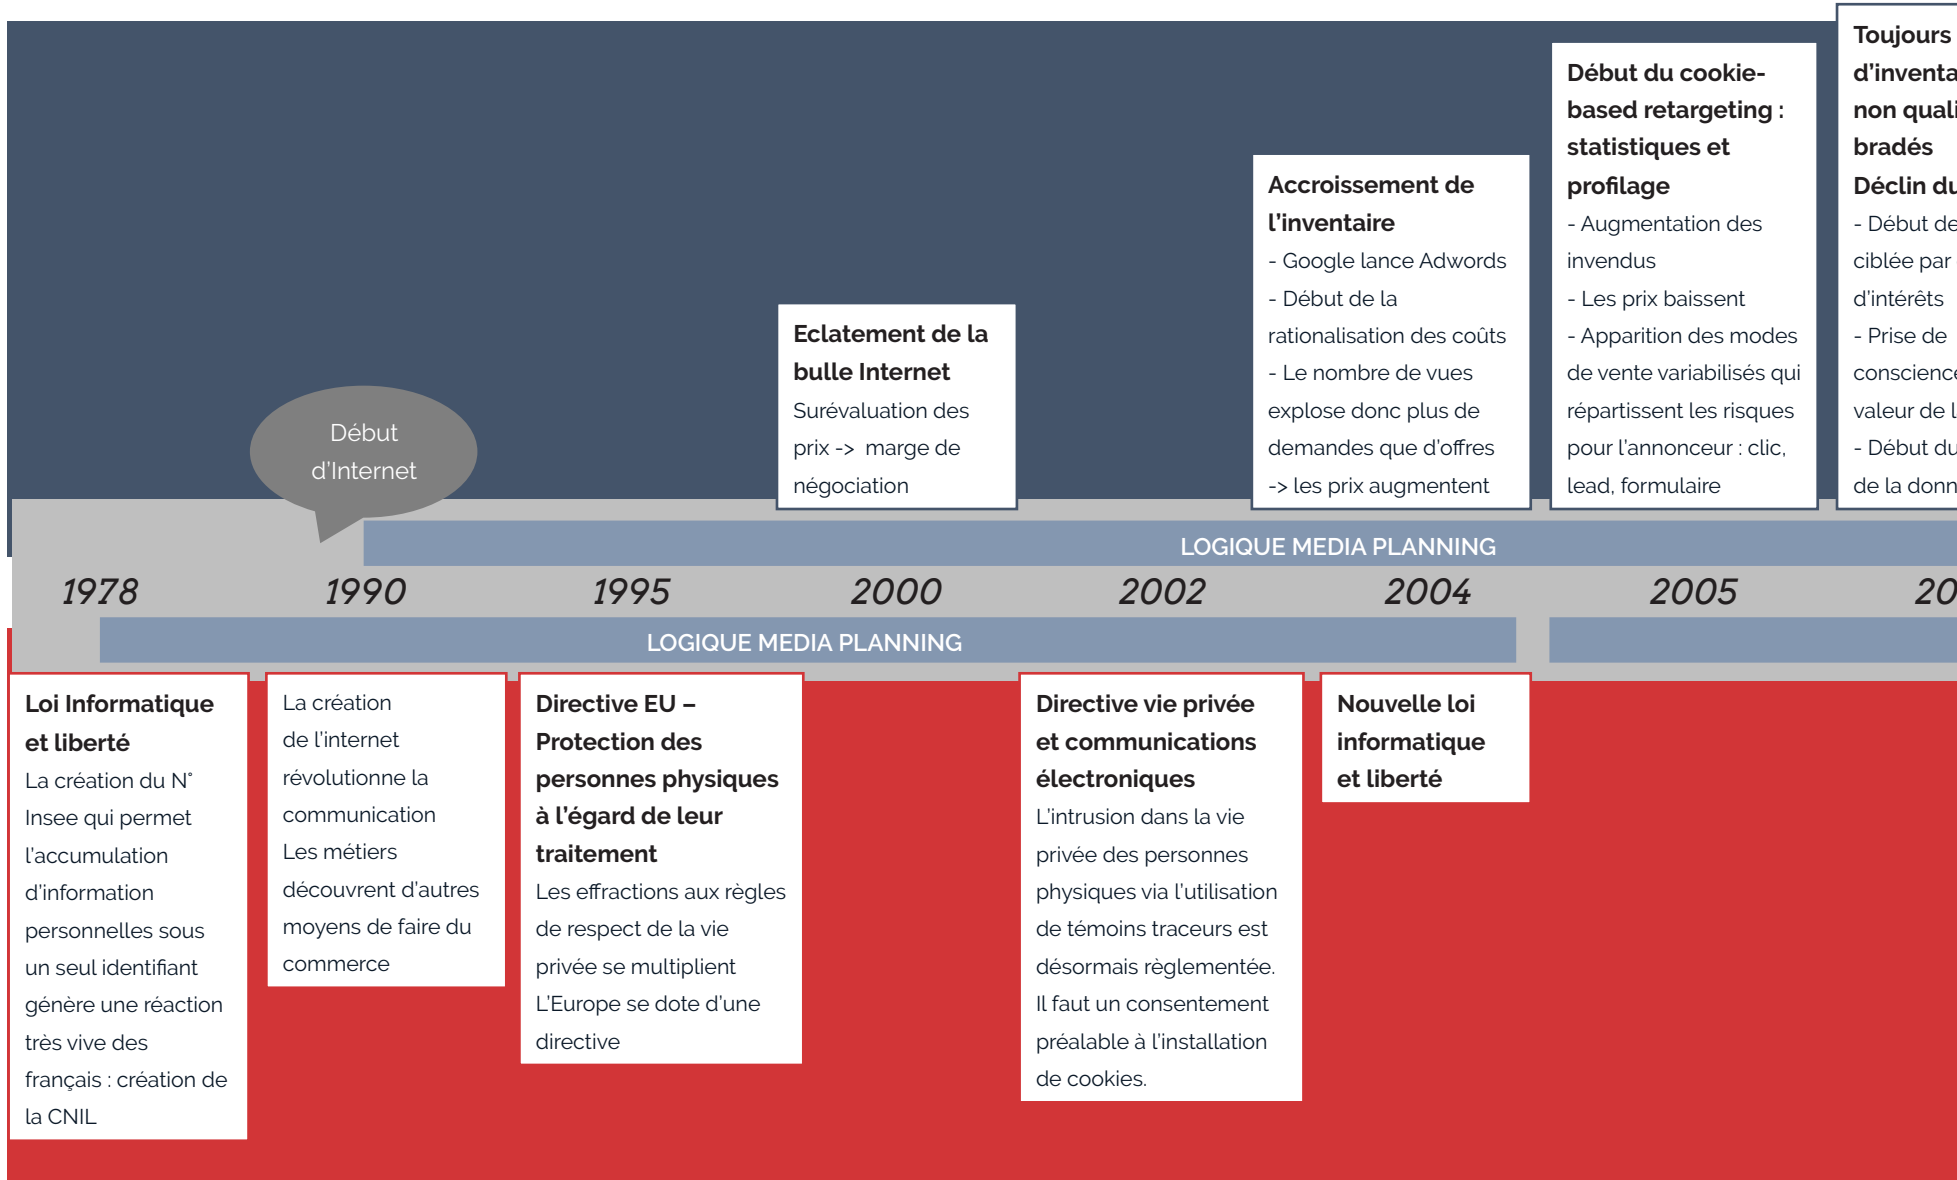 Début
d'Internet
Eclatement de la
bulle Internet
Surévaluation des
prix -> marge de
négociation
Accroissement de
l'inventaire
- Google lance Adwords
- Début de la
rationalisation des coûts
- Le nombre de vues
explose donc plus de
demandes que d'offres
-> les prix augmentent
Début du cookie-
based retargeting :
statistiques et
profilage
- Augmentation des
invendus
- Les prix baissent
- Apparition des modes
de vente variabilisés qui
répartissent les risques
pour l'annonceur : clic,
lead, formulaire
Toujours
bradés
Déclin
- Début
ciblée par
d'intérêts
- Prise de
valeur de
- Début
de la
LOGIQUE MEDIA PLANNING
1978 1990 1995 2000 2002 2004 2005
LOGIQUE MEDIA PLANNING
Loi Informatique
et liberté
La création du N°
Insee qui permet
l'accumulation
d'information
personnelles sous
un seul identifiant
génère une réaction
très vive des
français : création de
la CNIL
La création
de l'internet
révolutionne la
communication
Les métiers
découvrent d'autres
moyens de faire du
commerce
Directive EU –
Protection des
personnes physiques
à l'égard de leur
traitement
Les effractions aux règles
de respect de la vie
privée se multiplient
L'Europe se dote d'une
directive
Directive vie privée
et communications
électroniques
L'intrusion dans la vie
privée des personnes
physiques via l'utilisation
de témoins traceurs est
désormais règlementée.
Il faut un consentement
préalable à l'installation
de cookies.
Nouvelle loi
informatique
et liberté